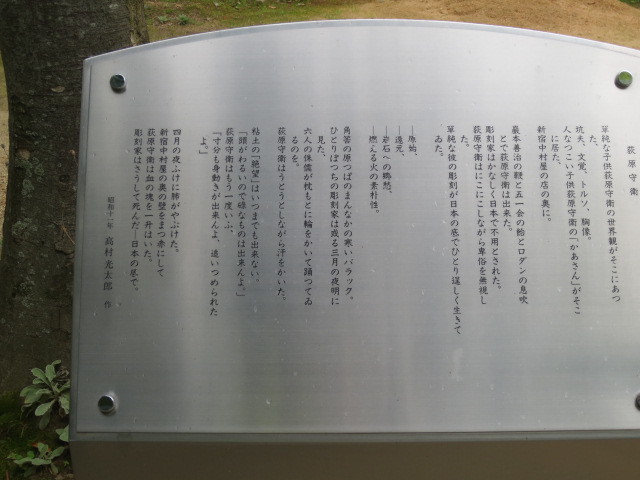 荻原守衛
単純な子供荻原守衛の世界観がそこにあつ
た、
坑夫、文覚、トルソ、胸像。
人なつこい子供荻原守衛の「かあさん」がそこ
に居た、
新宿中村屋の店の奥に。
巌本善治の鞭と五一会の飴とロダンの息吹
とで荻原守衛は出来た。
彫刻家はかなしく日本で不用とされた。
荻原守衛はにこにこしながら卑俗を無視し
た。
単純な彼の彫刻が日本の底でひとり逞しく生きて
ゐた。
―原始、
―還元、
―岩石への郷愁、
―燃える火の素朴性。
角筈の原つぱのまんなかの寒いバラック。
ひとりぼつちの彫刻家は或る三月の夜明に
見た、
六人の侏儒が枕もとに輪をかいて踊つてゐ
るのを。
荻原守衛はうとうとしながら汗をかいた。
粘土の「絶望」はいつまでも出来ない。
「頭がわるいので碌なものは出来んよ。」
荻原守衛はもう一度いふ、
「寸分も身動きが出来んよ、追いつめられた
よ。」
四月の夜ふけに肺がやぶけた。
新宿中村屋の奥の壁をまつ赤にして
荻原守衛は血の塊を一升はいた。
彫刻家はさうして死んだ―日本の底で。
昭和十一年 高村光太郎 作